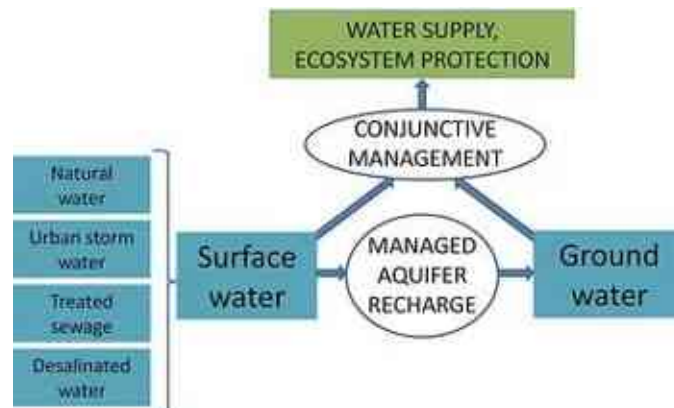 WATER SUPPLY,
ECOSYSTEM PROTECTION
CONJUNCTIVE
MANAGEMENT
Natural
water
Urban storm
water
Treated
sewage
Desalinated
water
Surface
water
MANAGED
AQUIFER
RECHARGE
Ground
water